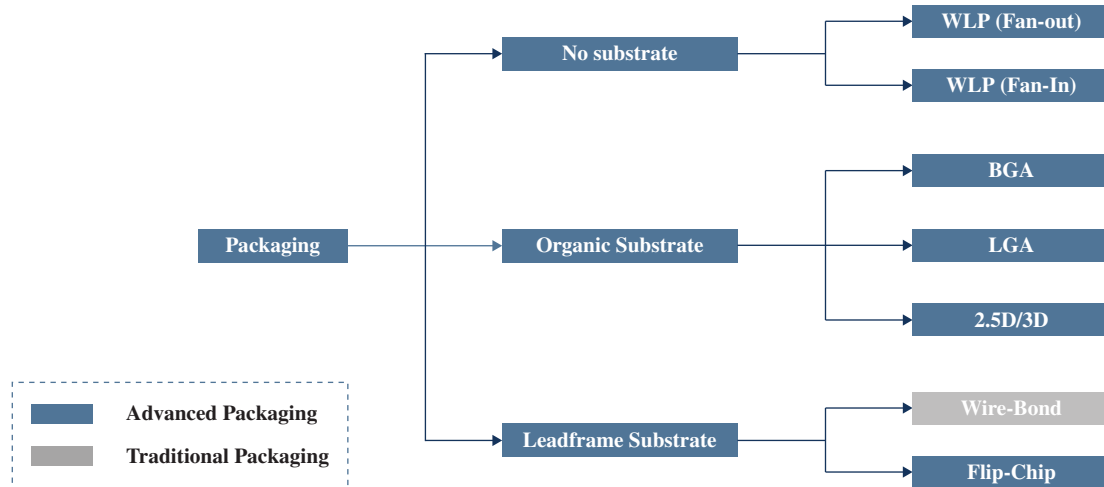 WLP (Fan-out)
No substrate
WLP (Fan-In)
BGA
Packaging
Organic Substrate
LGA
2.5D/3D
Advanced Packaging
Traditional Packaging
Leadframe Substrate
Wire-Bond
Flip-Chip